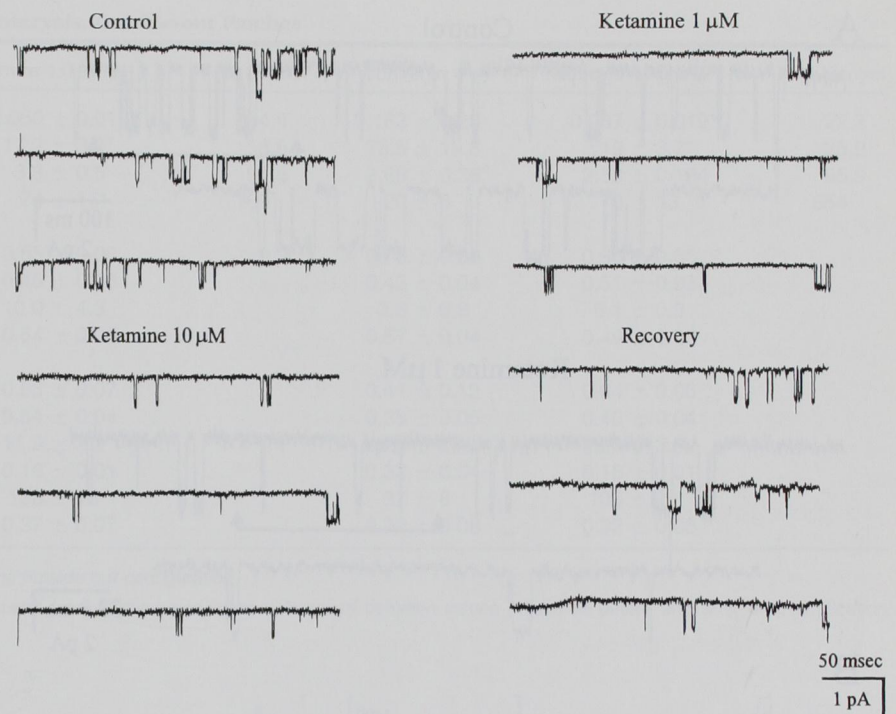 Control
Ketamine 1 µM
Ketamine 10 µM
Recovery
50 msec
1 pA